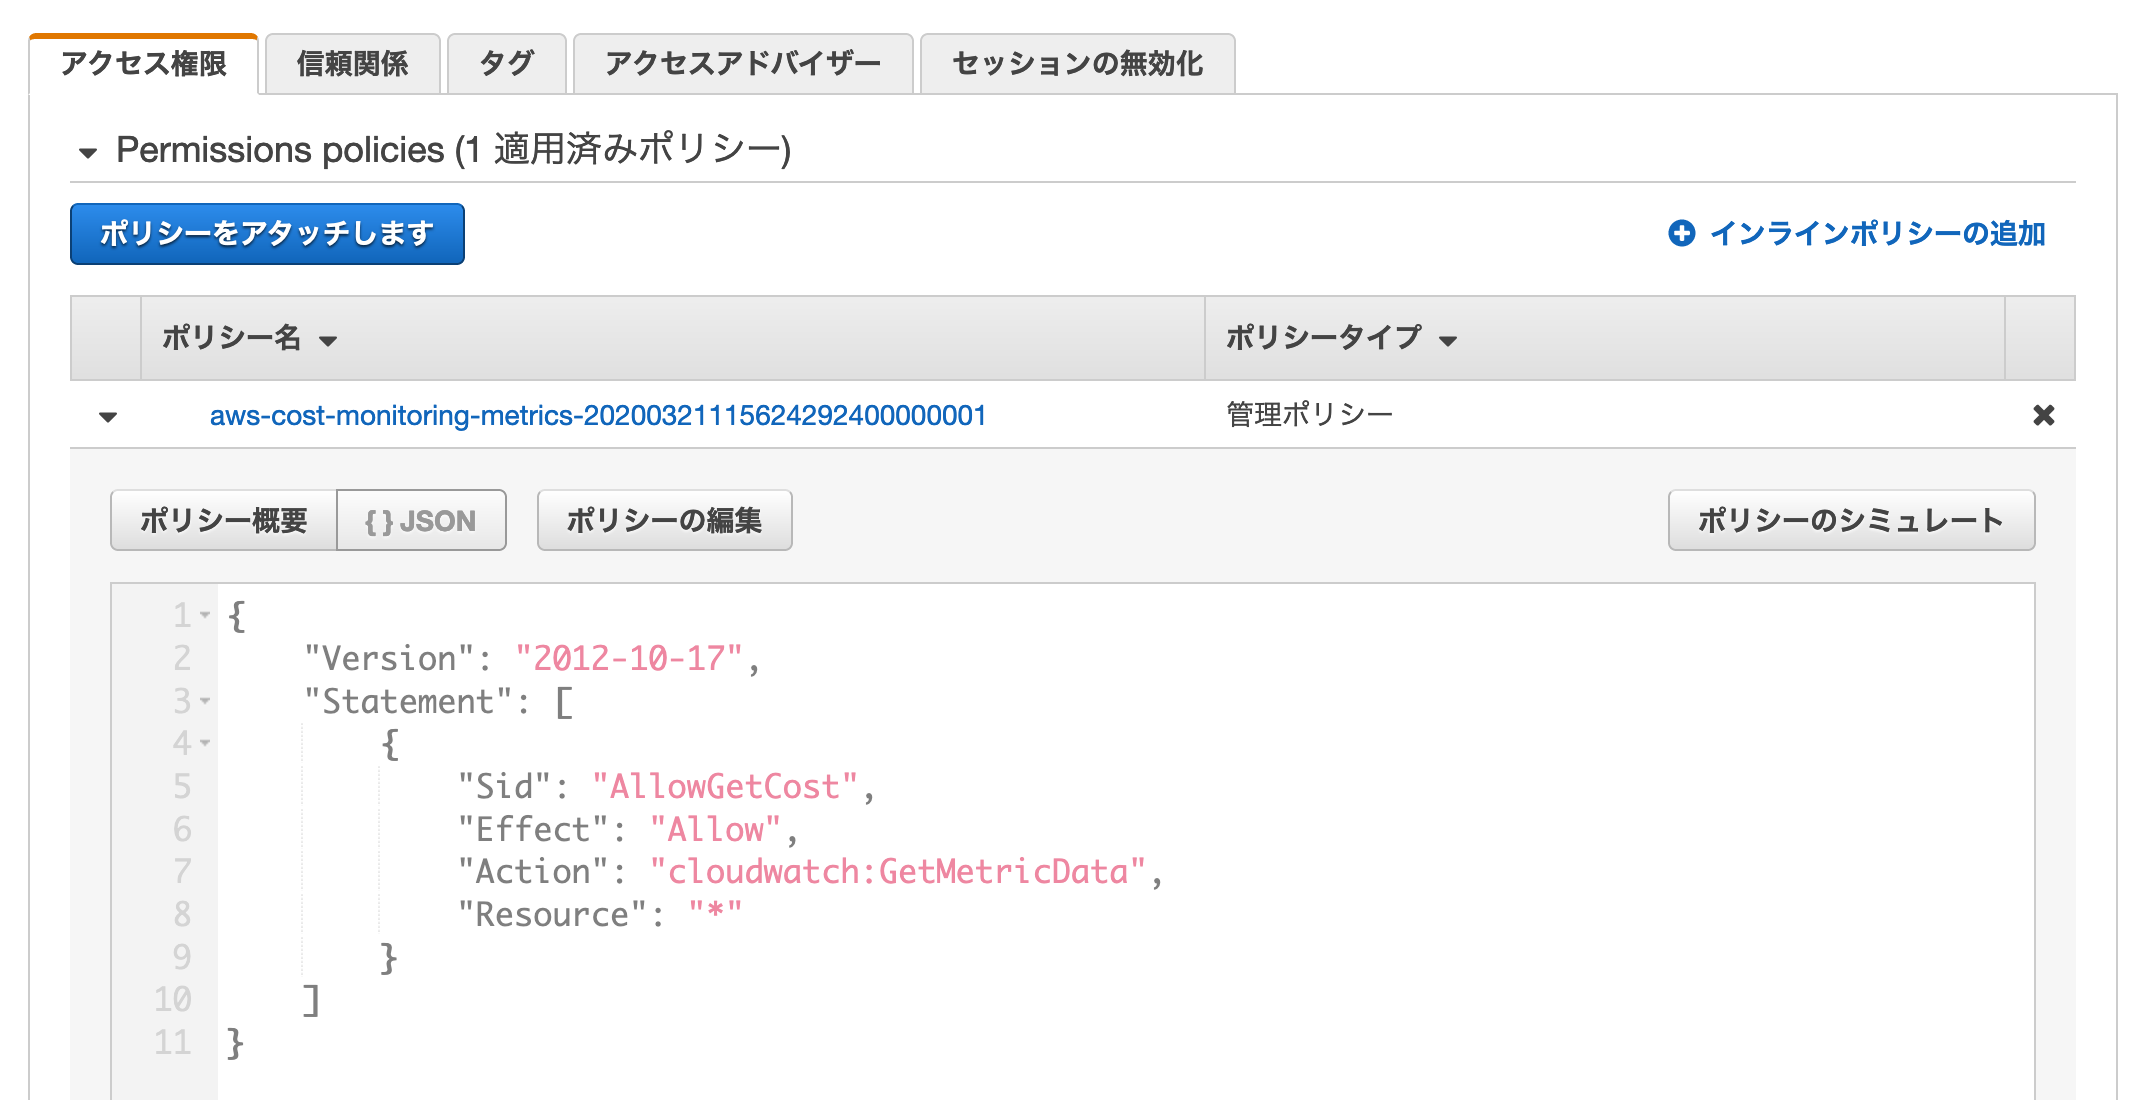 アクセス権限 信頼関係 タグ アクセスアドバイザー セッションの無効化
Permissions policies (1 適用済みポリシー)
ポリシーをアタッチします インラインポリシーの追加
ポリシー名 ポリシータイプ
aws-cost-monitoring-metrics-20200321115624292400000001 管理ポリシー
ポリシー概要 {}JSON ポリシーの編集 ポリシーのシミュレート
1 {
2 "Version": "2012-10-17",
3 "Statement": [
4 {
5 "Sid": "AllowGetCost",
6 "Effect": "Allow",
7 "Action": "cloudwatch:GetMetricData",
8 "Resource": "*"
9 }
10 ]
11 }